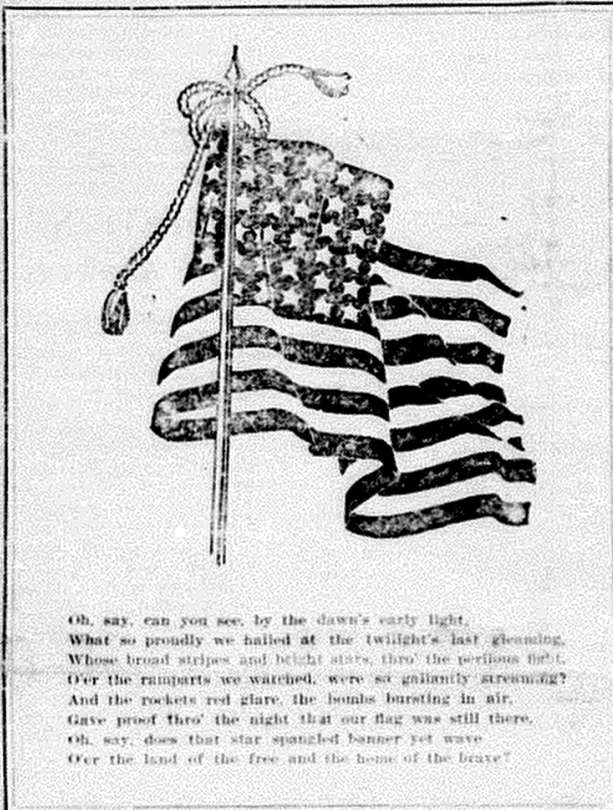 Oh, say, can you see, by the dawn's early light,
What so proudly we hailed at the twilight's last gleaming,
Whose broad stripes and bright stars, thro' the perilous fight,
O'er the ramparts we watched, were so gallantly streaming?
And the rockets red glare, the bombs bursting in air,
Gave proof thro' the night that our flag was still there,
Oh, say, does that star spangled banner yet wave
O'er the land of the free and the home of the brave?